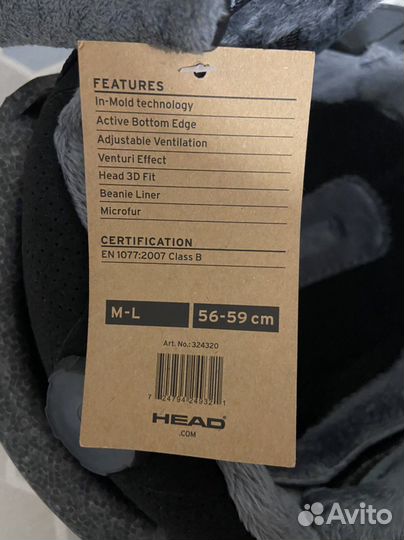 FEATURES
In-Mold technology
Active Bottom Edge
Adjustable Ventilation
Venturi Effect
Head 3D Fit
Beanie Liner
Microfur
CERTIFICATION
EN 1077:2007 Class B
M-L 56-59 cm
Art. No.: 324320
HEAD
.COM
Avito